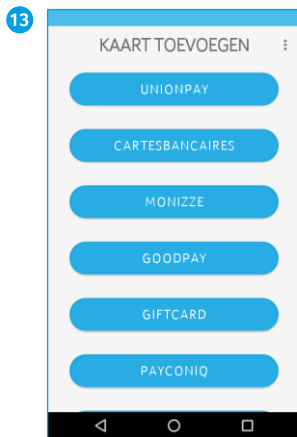 13
KAART TOEVOEGEN
UNIONPAY
CARTESBANCAIRES
MONIZZE
GOODPAY
GIFTCARD
PAYCONIQ